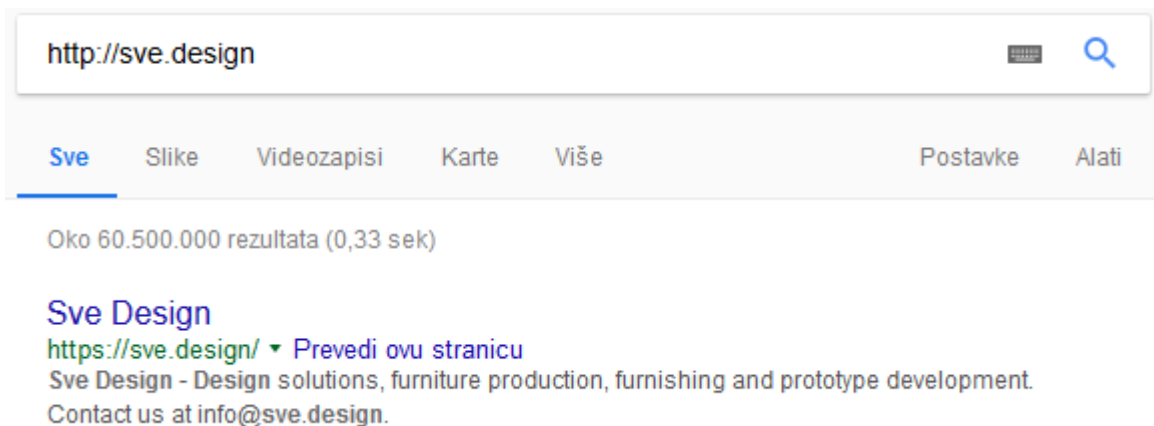 http://sve.design
Sve Slike Videozapisi Karte Više Postavke Alati
Oko 60.500.000 rezultata (0,33 sek)
Sve Design
https://sve.design/ ▾ Prevedi ovu stranicu
Sve Design - Design solutions, furniture production, furnishing and prototype development.
Contact us at info@sve.design.